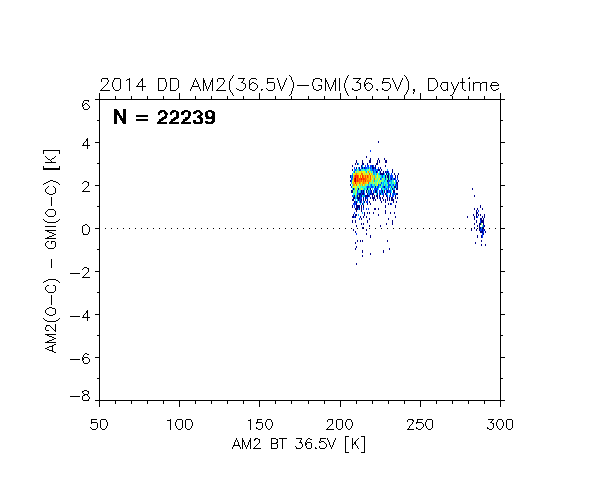 2014 DD AM2(36.5V)−GMI(36.5V), Daytime
N = 22239
6
4
2
0
−2
−4
−6
−8
AM2(O−C) − GMI(O−C) [K]
50 100 150 200 250 300
AM2 BT 36.5V [K]